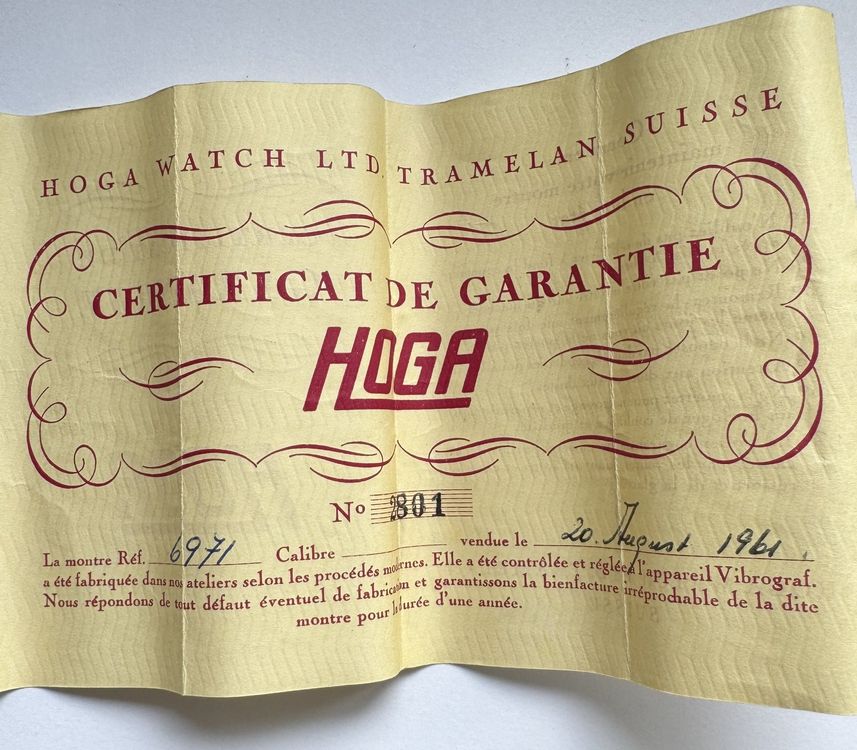 HOGA WATCH LTD. TRAMELAN SUISSE
CERTIFICAT DE GARANTIE
HOGA
No 2801
La montre Réf. 6971 Calibre vendue le 20. August 1961.
a été fabriquée dans nos ateliers selon les procédés modernes. Elle a été contrôlée et réglée à l'appareil Vibrograf.
Nous répondons de tout défaut éventuel de fabrication et garantissons la bienfacture irréprochable de la dite
montre pour la durée d'une année.